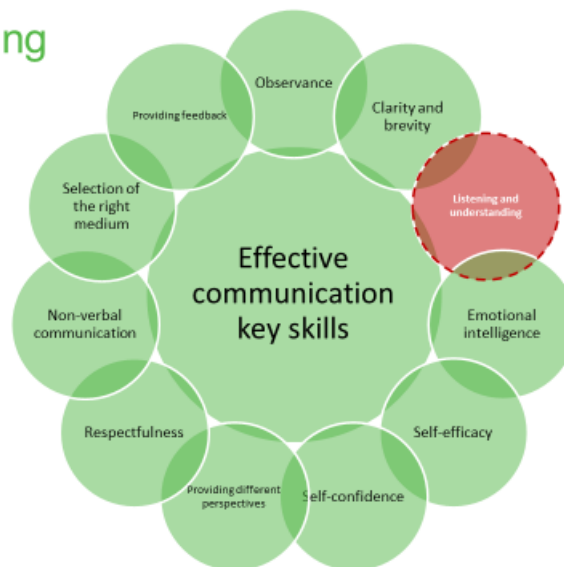 ng
Observance
Clarity and
brevity
Listening and
understanding
Emotional
intelligence
Self-efficacy
Self-confidence
Providing different
perspectives
Respectfulness
Non-verbal
communication
Selection of
the right
medium
Providing feedback
Effective
communication
key skills